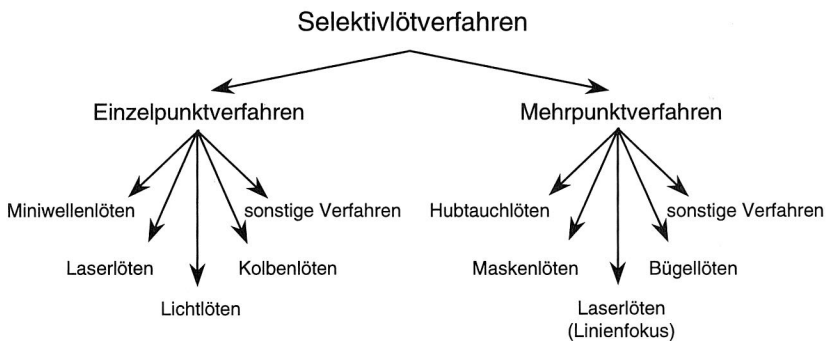 Selektivlötverfahren
Einzelpunktverfahren
Mehrpunktverfahren
Miniwellenlöten
sonstige Verfahren
Hubtauchlöten
sonstige Verfahren
Laserlöten
Kolbenlöten
Maskenlöten
Bügellöten
Lichtlöten
Laserlöten
(Linienfokus)